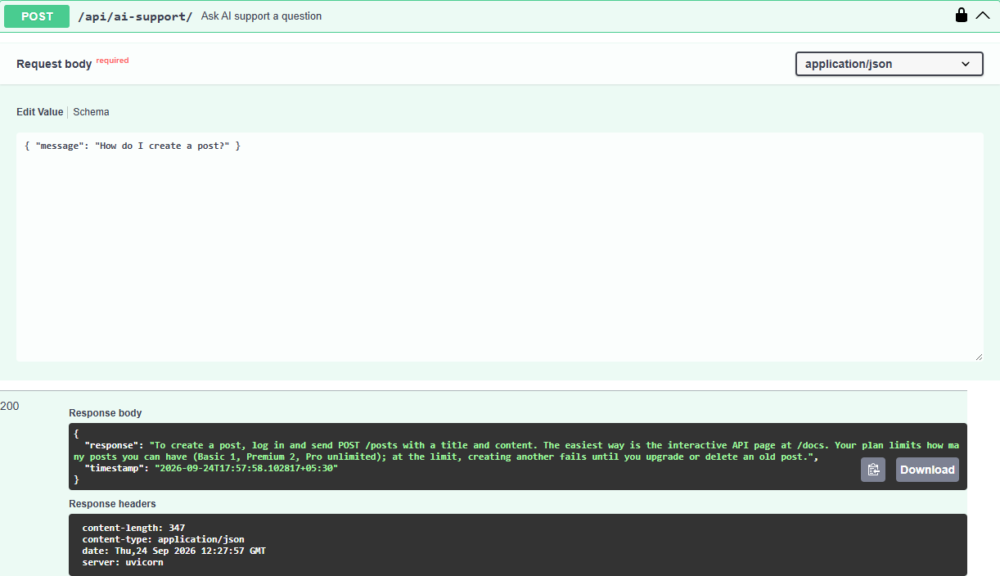 POST /api/ai-support/ Ask AI support a question
Request body required
application/json
Edit Value Schema
{ "message": "How do I create a post?" }
200
Response body
{
"response": "To create a post, log in and send POST /posts with a title and content. The easiest way is the interactive API page at /docs. Your plan limits how ma
ny posts you can have (Basic 1, Premium 2, Pro unlimited); at the limit, creating another fails until you upgrade or delete an old post.",
"timestamp": "2026-09-24T17:57:58.102817+05:30"
}
Download
Response headers
content-length: 347
content-type: application/json
date: Thu,24 Sep 2026 12:27:57 GMT
server: uvicorn